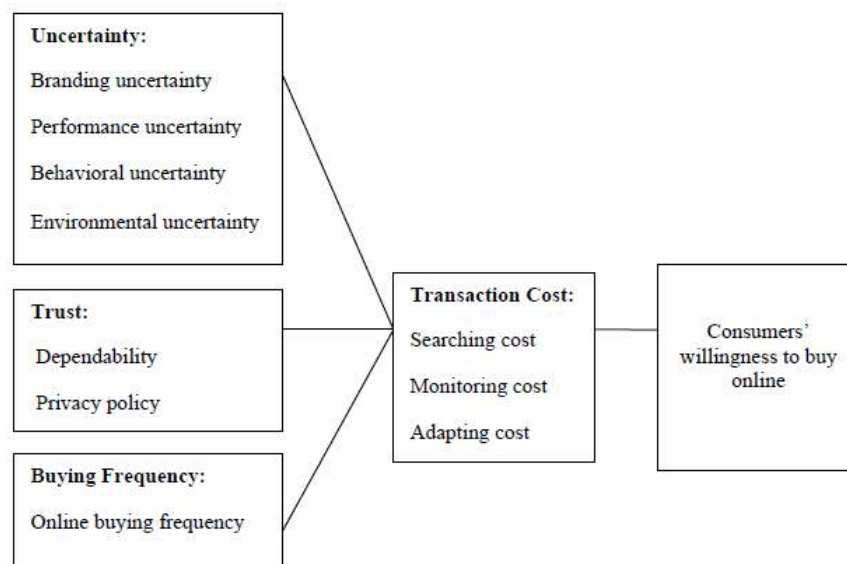 Uncertainty:
Branding uncertainty
Performance uncertainty
Behavioral uncertainty
Environmental uncertainty
Trust:
Dependability
Privacy policy
Buying Frequency:
Online buying frequency
Transaction Cost:
Searching cost
Monitoring cost
Adapting cost
Consumers’
willingness to buy
online